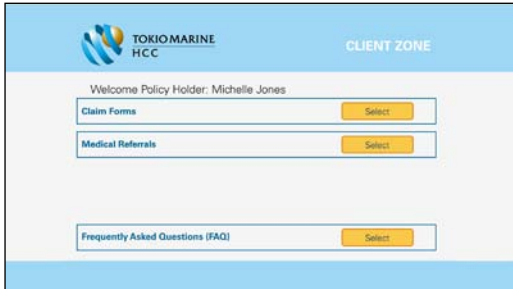 TOKIO MARINE
HCC
CLIENT ZONE
Welcome Policy Holder: Michelle Jones
Claim Forms
Select
Medical Referrals
Select
Frequently Asked Questions (FAQ)
Select